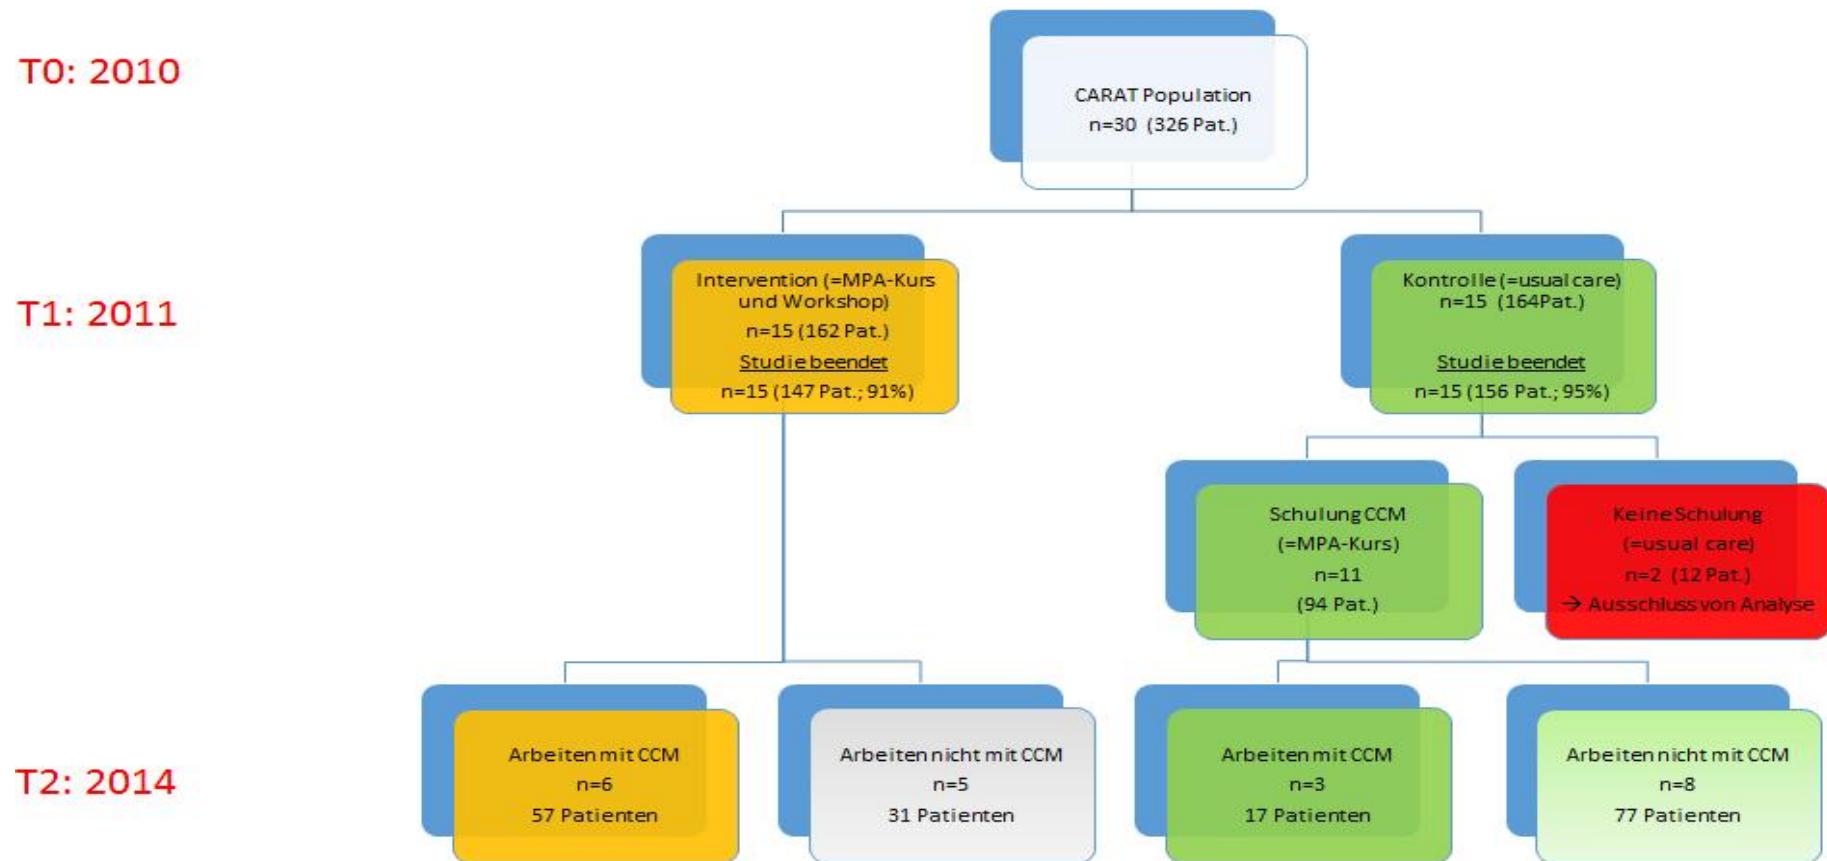 T0: 2010
CARAT Population
n=30 (326 Pat.)
T1: 2011
Intervention (=MPA-Kurs
und Workshop)
n=15 (162 Pat.)
Studie beendet
n=15 (147 Pat.; 91%)
Kontrolle (=usual care)
n=15 (164Pat.)
Studie beendet
n=15 (156 Pat.; 95%)
Schulung CCM
(=MPA-Kurs)
n=11
(94 Pat.)
Keine Schulung
(=usual care)
n=2 (12 Pat.)
→ Ausschluss von Analyse
T2: 2014
Arbeiten mit CCM
n=6
57 Patienten
Arbeiten nicht mit CCM
n=5
31 Patienten
Arbeiten mit CCM
n=3
17 Patienten
Arbeiten nicht mit CCM
n=8
77 Patienten